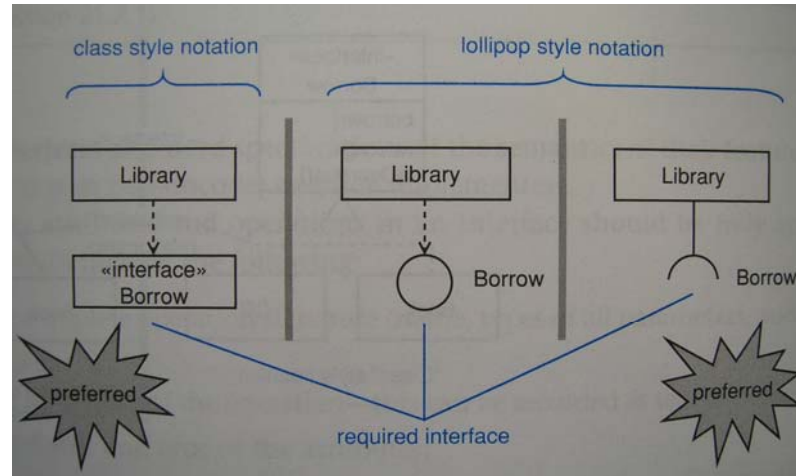 class style notation
lollipop style notation
Library
Library
Library
«interface»
Borrow
Borrow
Borrow
preferred
preferred
required interface